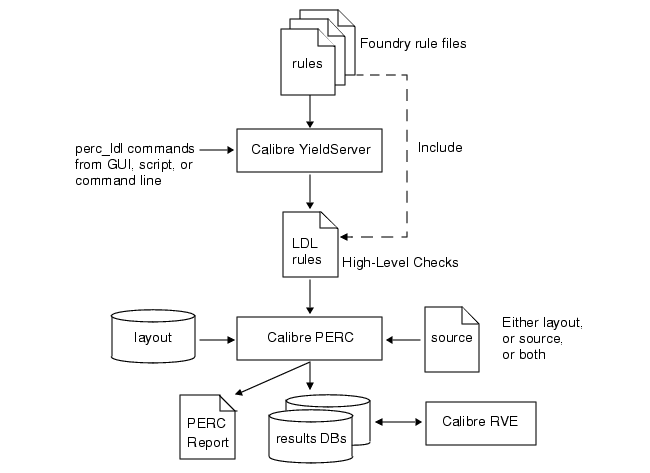 Foundry rule files
rules
perc_ldl commands
from GUI, script, or
command line
Calibre YieldServer
Include
LDL
rules
High-Level Checks
layout
Calibre PERC
source
Either layout,
or source,
or both
PERC
Report
results DBs
Calibre RVE